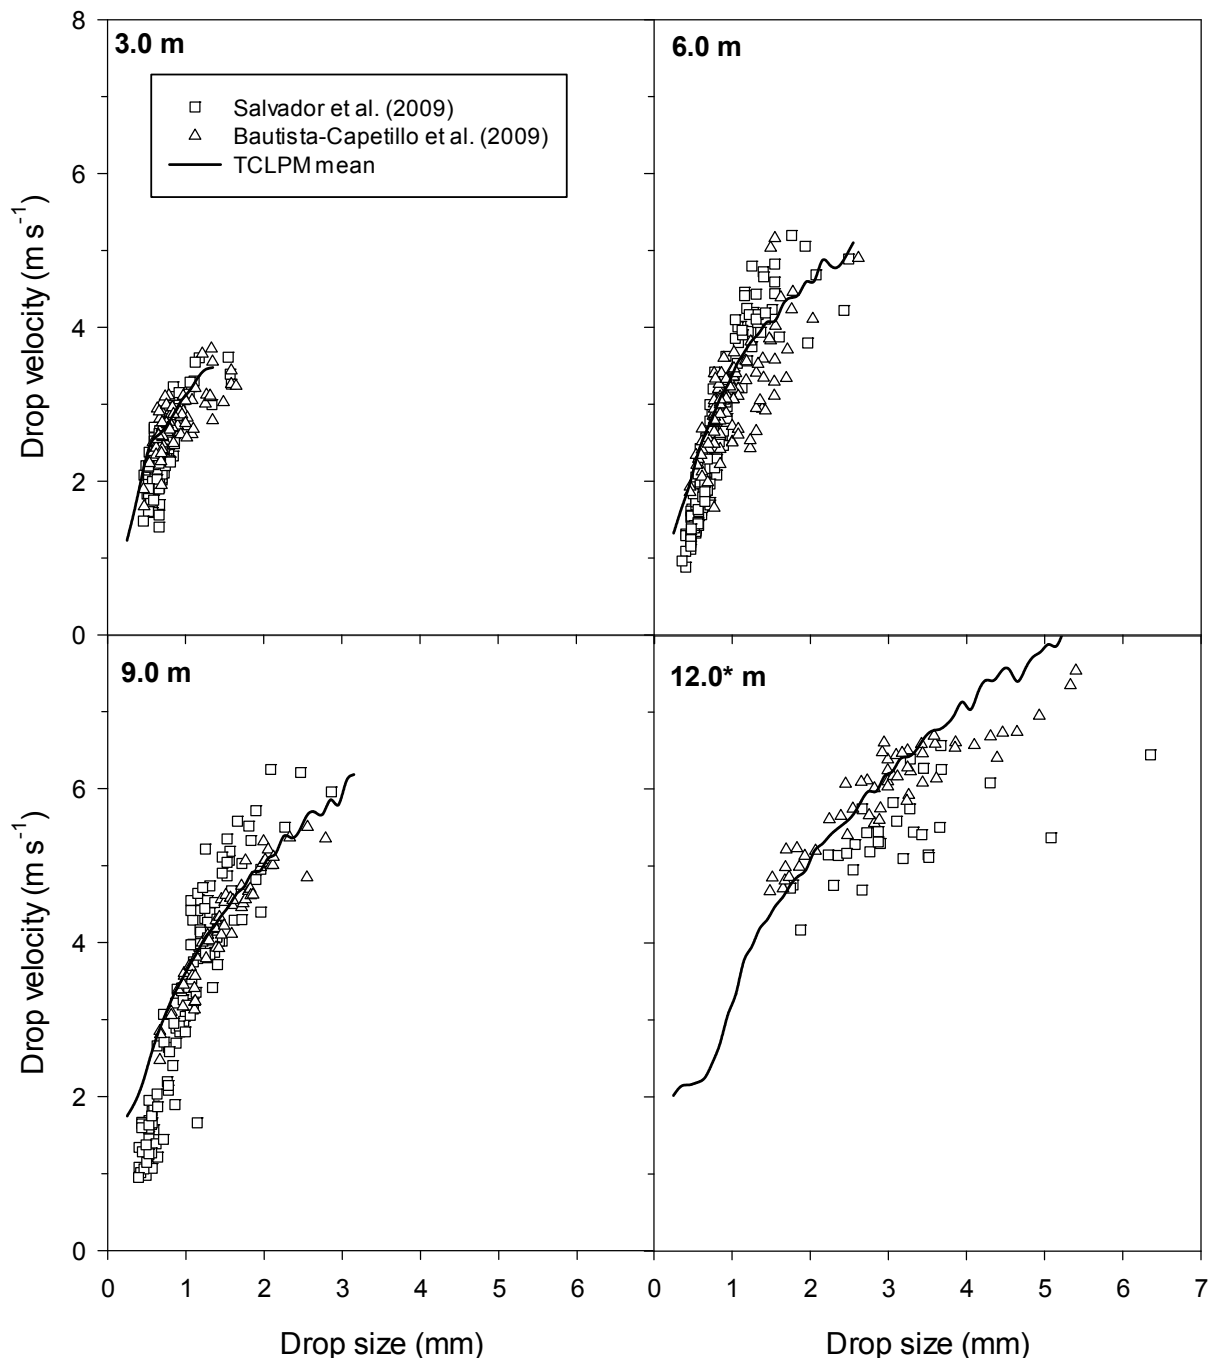 8
3.0 m
6.0 m
Salvador et al. (2009)
Bautista-Capetillo et al. (2009)
TCLPM mean
6
4
2
0
Drop velocity (m s⁻¹)
9.0 m
12.0* m
6
4
2
0
Drop velocity (m s⁻¹)
0 1 2 3 4 5 6 0 1 2 3 4 5 6 7
Drop size (mm) Drop size (mm)